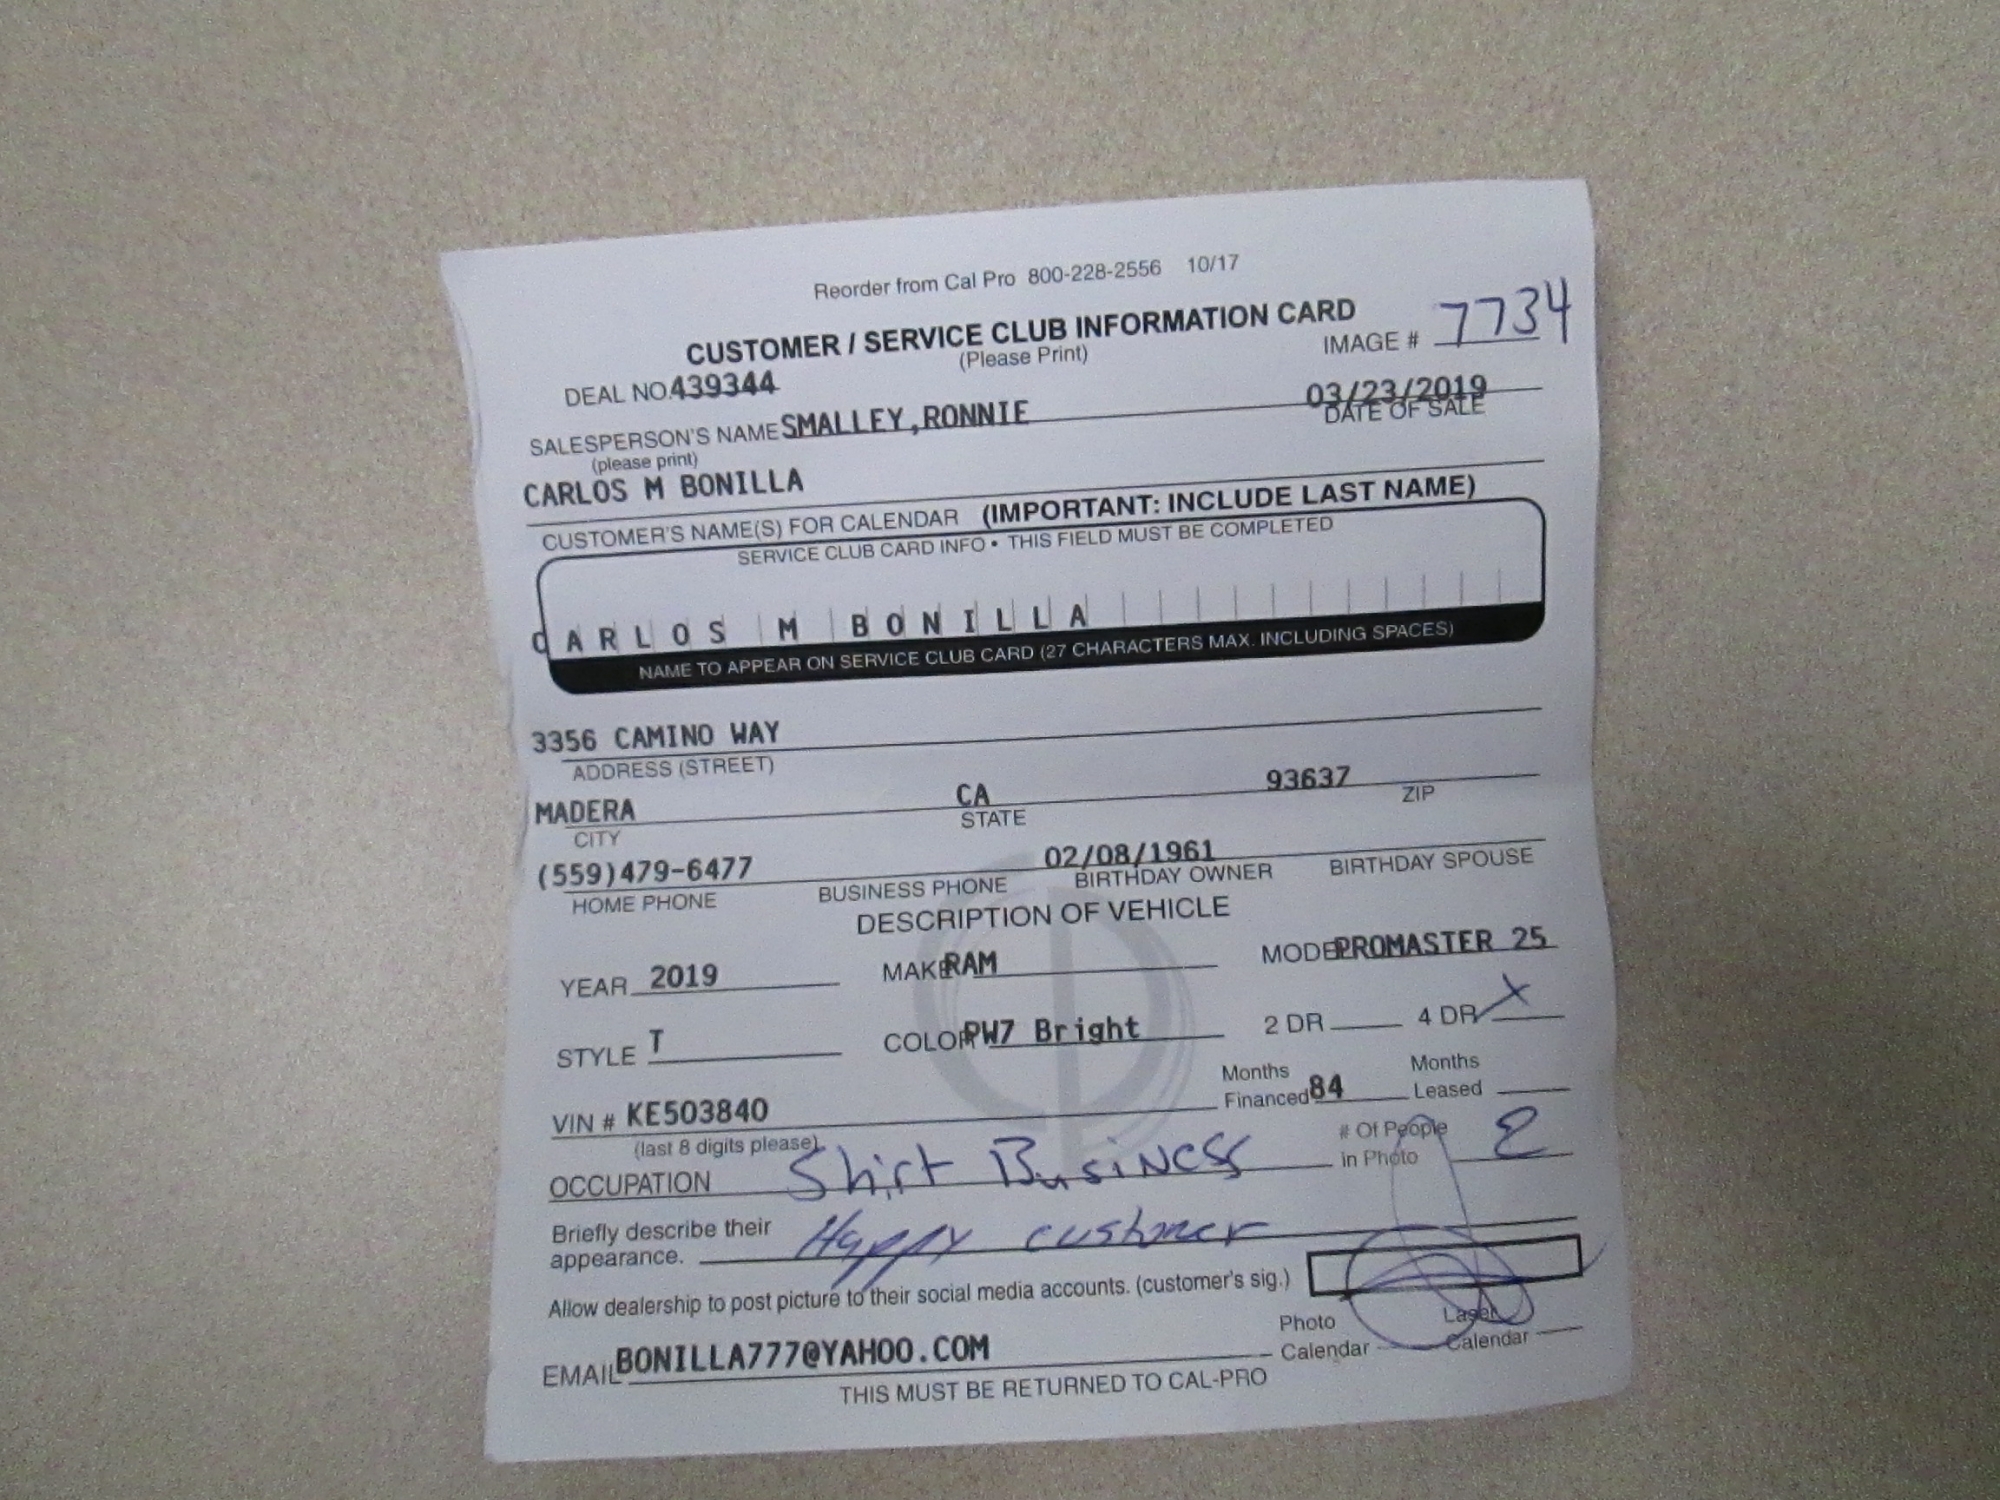 Reorder from Cal Pro 800-228-2556 10/17
CUSTOMER / SERVICE CLUB INFORMATION CARD
(Please Print)
IMAGE # 7734
DEAL NO. 439344
03/23/2019
DATE OF SALE
SALESPERSON'S NAME SMALLEY,RONNIE
(please print)
CARLOS M BONILLA
CUSTOMER'S NAME(S) FOR CALENDAR (IMPORTANT: INCLUDE LAST NAME)
SERVICE CLUB CARD INFO • THIS FIELD MUST BE COMPLETED
CARLOS M BONILLA
NAME TO APPEAR ON SERVICE CLUB CARD (27 CHARACTERS MAX. INCLUDING SPACES)
3356 CAMINO WAY
ADDRESS (STREET)
MADERA CA 93637
CITY STATE ZIP
(559)479-6477 02/08/1961
HOME PHONE BUSINESS PHONE BIRTHDAY OWNER BIRTHDAY SPOUSE
DESCRIPTION OF VEHICLE
YEAR 2019 MAKE RAM MODEL PROMASTER 25
STYLE T COLOR PW7 Bright 2 DR 4 DR X
VIN # KE503840 Months Financed 84 Months Leased
(last 8 digits please)
OCCUPATION Shirt Business # Of People in Photo 2
Briefly describe their appearance. Happy customer
Allow dealership to post picture to their social media accounts. (customer's sig.)
EMAIL BONILLA777@YAHOO.COM Photo Calendar Laser Calendar
THIS MUST BE RETURNED TO CAL-PRO